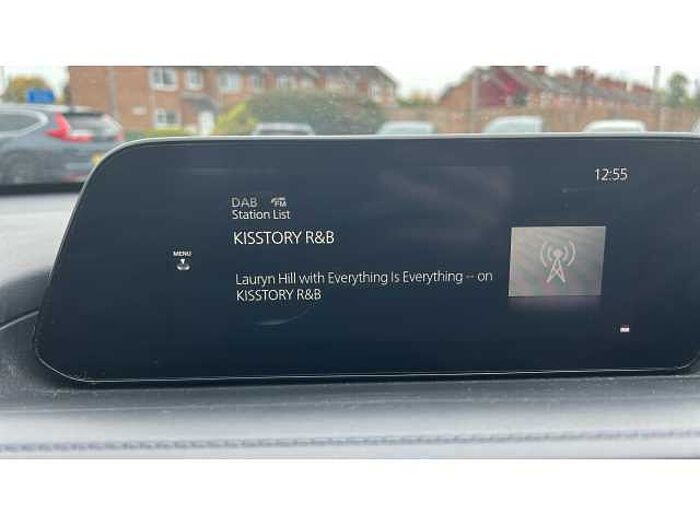 12:55
DAB FM
Station List
KISSTORY R&B
MENU
Lauryn Hill with Everything Is Everything -- on
KISSTORY R&B